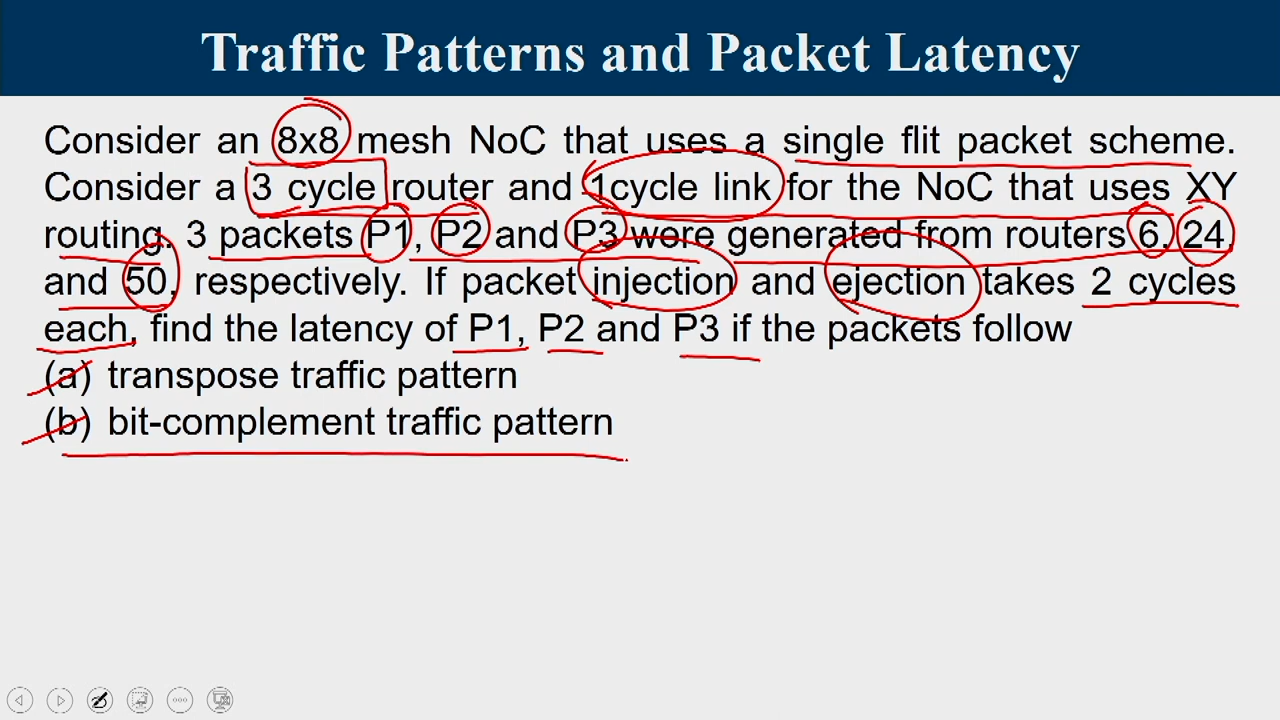 Traffic Patterns and Packet Latency
Consider an 8x8 mesh NoC that uses a single flit packet scheme.
Consider a 3 cycle router and 1cycle link for the NoC that uses XY
routing. 3 packets P1, P2 and P3 were generated from routers 6, 24,
and 50, respectively. If packet injection and ejection takes 2 cycles
each, find the latency of P1, P2 and P3 if the packets follow
(a) transpose traffic pattern
(b) bit-complement traffic pattern